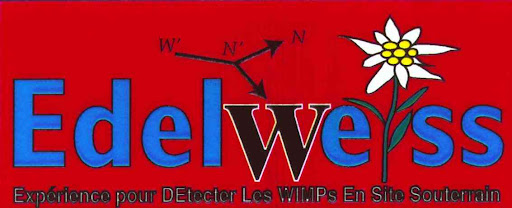 W' N' N
Edelweiss
Expérience pour DEtecter Les WIMPs En Site Souterrain